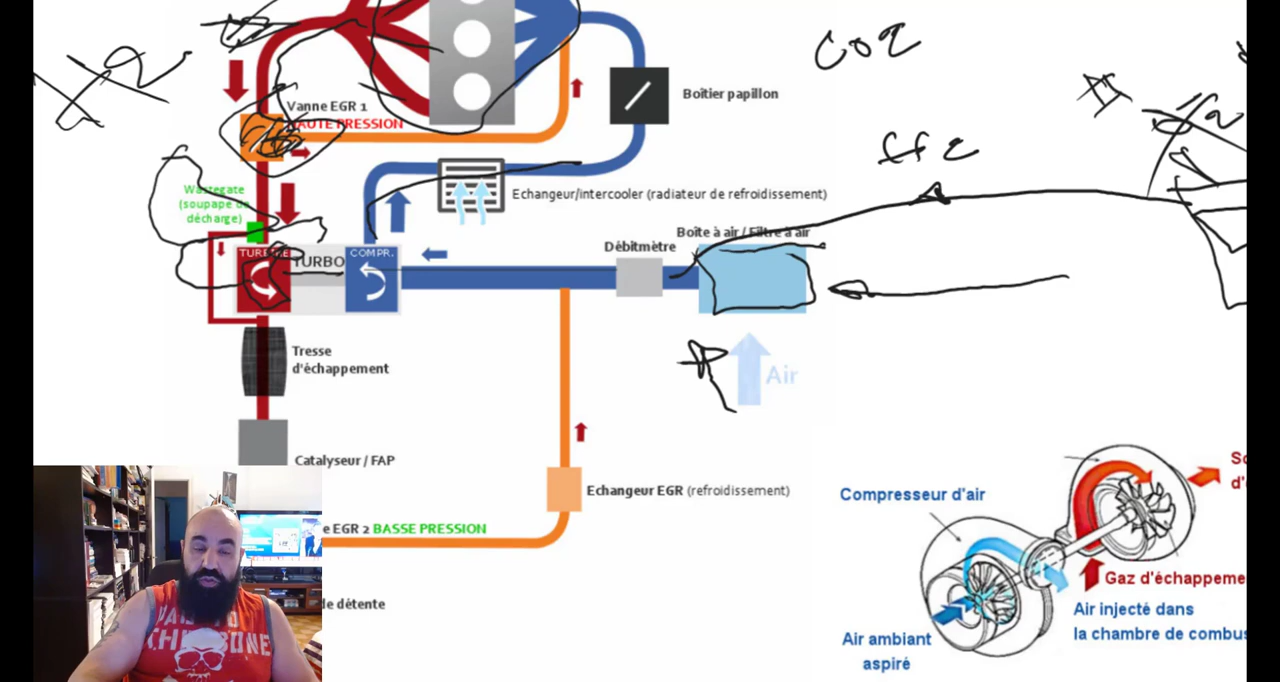 CO2
Vanne EGR 1
HAUTE PRESSION
Boîtier papillon
Wastegate
(soupape de
décharge)
Echangeur/intercooler (radiateur de refroidissement)
Boîte à air / Filtre à air
Débitmètre
TURBINE
TURBO
COMPR.
Tresse
d'échappement
Air
Catalyseur / FAP
Echangeur EGR (refroidissement)
e EGR 2 BASSE PRESSION
de détente
Compresseur d'air
So
d'
Gaz d'échappeme
Air injecté dans
la chambre de combus
Air ambiant
aspiré